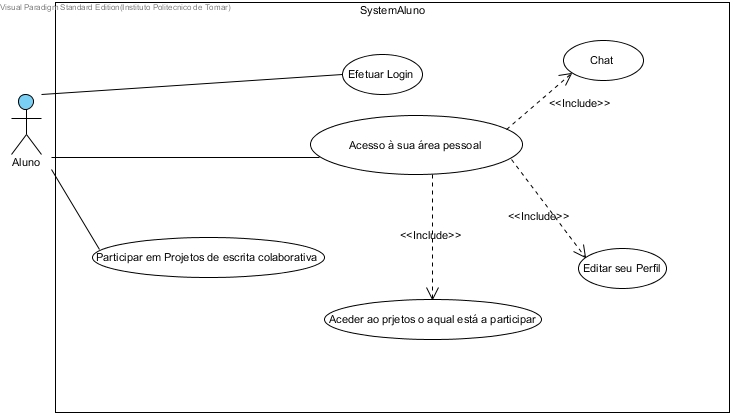 Visual Paradigm Standard Edition(Instituto Politecnico de Tomar)
SystemAluno
Chat
Efetuar Login
<<Include>>
Acesso à sua área pessoal
Aluno
<<Include>>
<<Include>>
Participar em Projetos de escrita colaborativa
Editar seu Perfil
Aceder ao prjetos o aqual está a participar